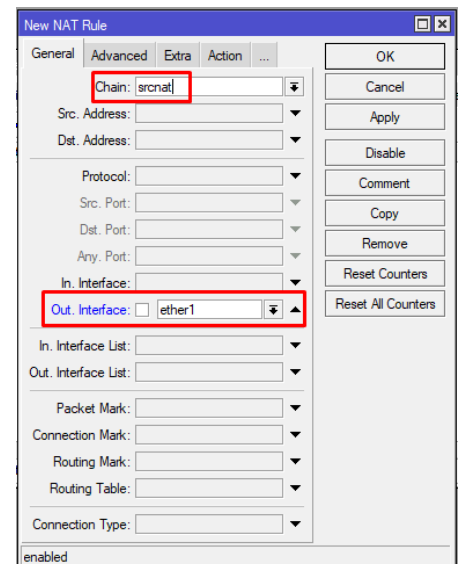 New NAT Rule
General Advanced Extra Action ...
Chain: srcnat
Src. Address:
Dst. Address:
Protocol:
Src. Port:
Dst. Port:
Any. Port:
In. Interface:
Out. Interface: ether1
In. Interface List:
Out. Interface List:
Packet Mark:
Connection Mark:
Routing Mark:
Routing Table:
Connection Type:
enabled
OK
Cancel
Apply
Disable
Comment
Copy
Remove
Reset Counters
Reset All Counters